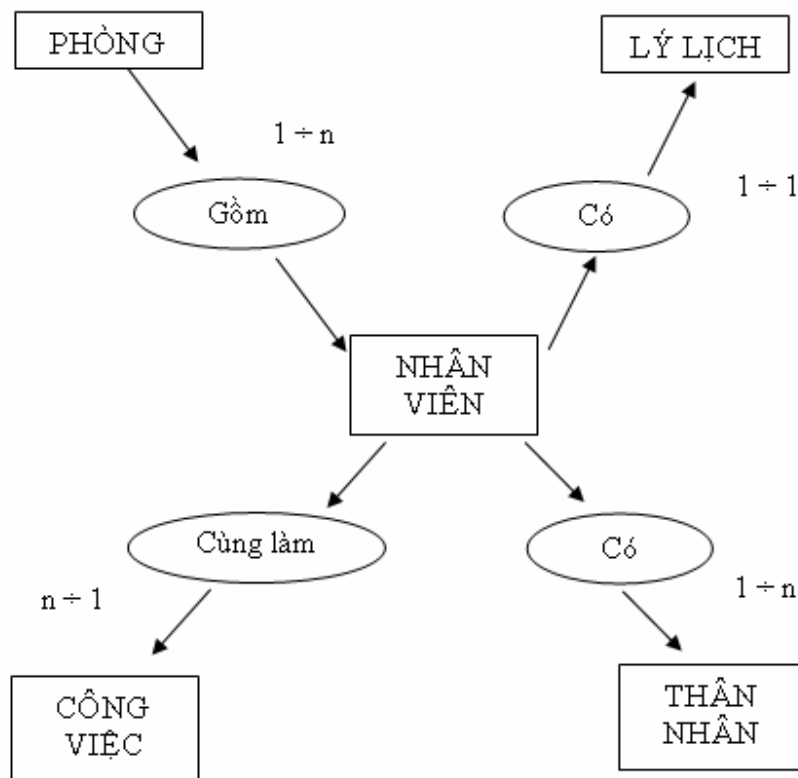 PHÒNG
LÝ LỊCH
1 ÷ n
1 ÷ 1
Gồm
Có
NHÂN
VIÊN
Cùng làm
Có
n ÷ 1
1 ÷ n
CÔNG
VIỆC
THÂN
NHÂN